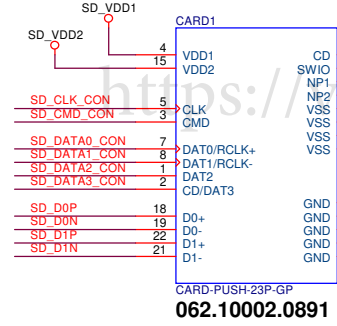 SD_VDD1
SD_VDD2
CARD1
4 VDD1 CD
15 VDD2 SWIO
NP1
NP2
https://
SD_CLK_CON 5 CLK VSS
SD_CMD_CON 3 CMD VSS
VSS
SD_DATA0_CON 7 DAT0/RCLK+ VSS
SD_DATA1_CON 8 DAT1/RCLK-
SD_DATA2_CON 1 DAT2
SD_DATA3_CON 2 CD/DAT3
GND
SD_D0P 18 D0+ GND
SD_D0N 19 D0- GND
SD_D1P 22 D1+ GND
SD_D1N 21 D1- GND
CARD-PUSH-23P-GP
062.10002.0891